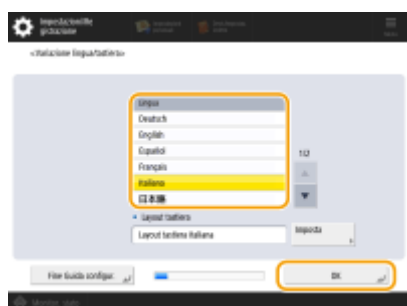 Impostazioni/Re
gistrazione
<Variazione lingua/tastiera>
Lingua
Deutsch
English
Español
Français
Italiano
日本語
1/2
Layout tastiera
Layout tastiera italiana
Imposta
Fine Guida configur.
OK